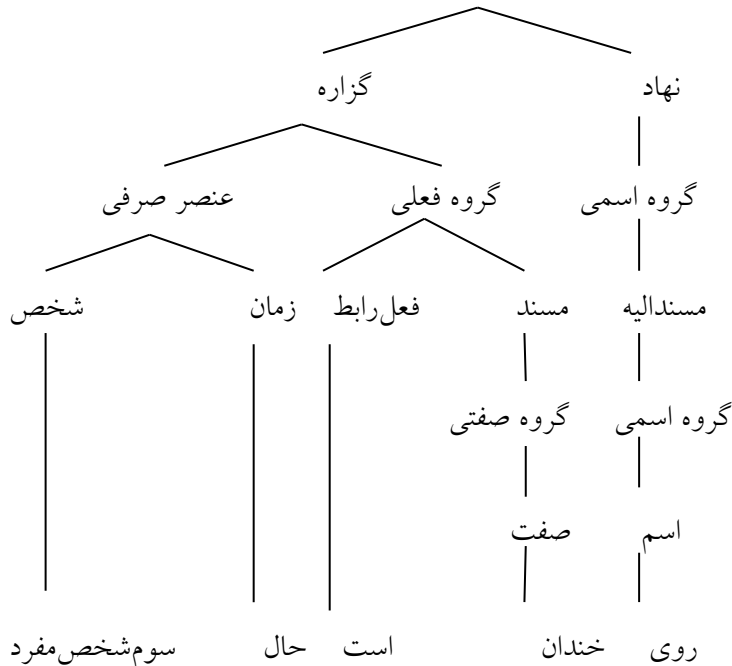 نهاد گزاره
گروه اسمی گروه فعلی عنصر صرفی
مسندالیه مسند فعل‌رابط زمان شخص
گروه اسمی گروه صفتی
اسم صفت
روی خندان است حال سوم‌شخص‌مفرد